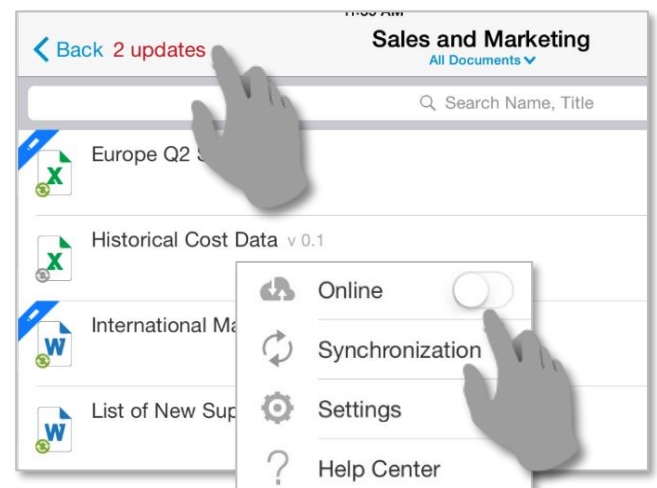 Back 2 updates
Sales and Marketing
All Documents
Search Name, Title
Europe Q2
Historical Cost Data v 0.1
International Ma
List of New Sup
Online
Synchronization
Settings
Help Center
X
X
W
W